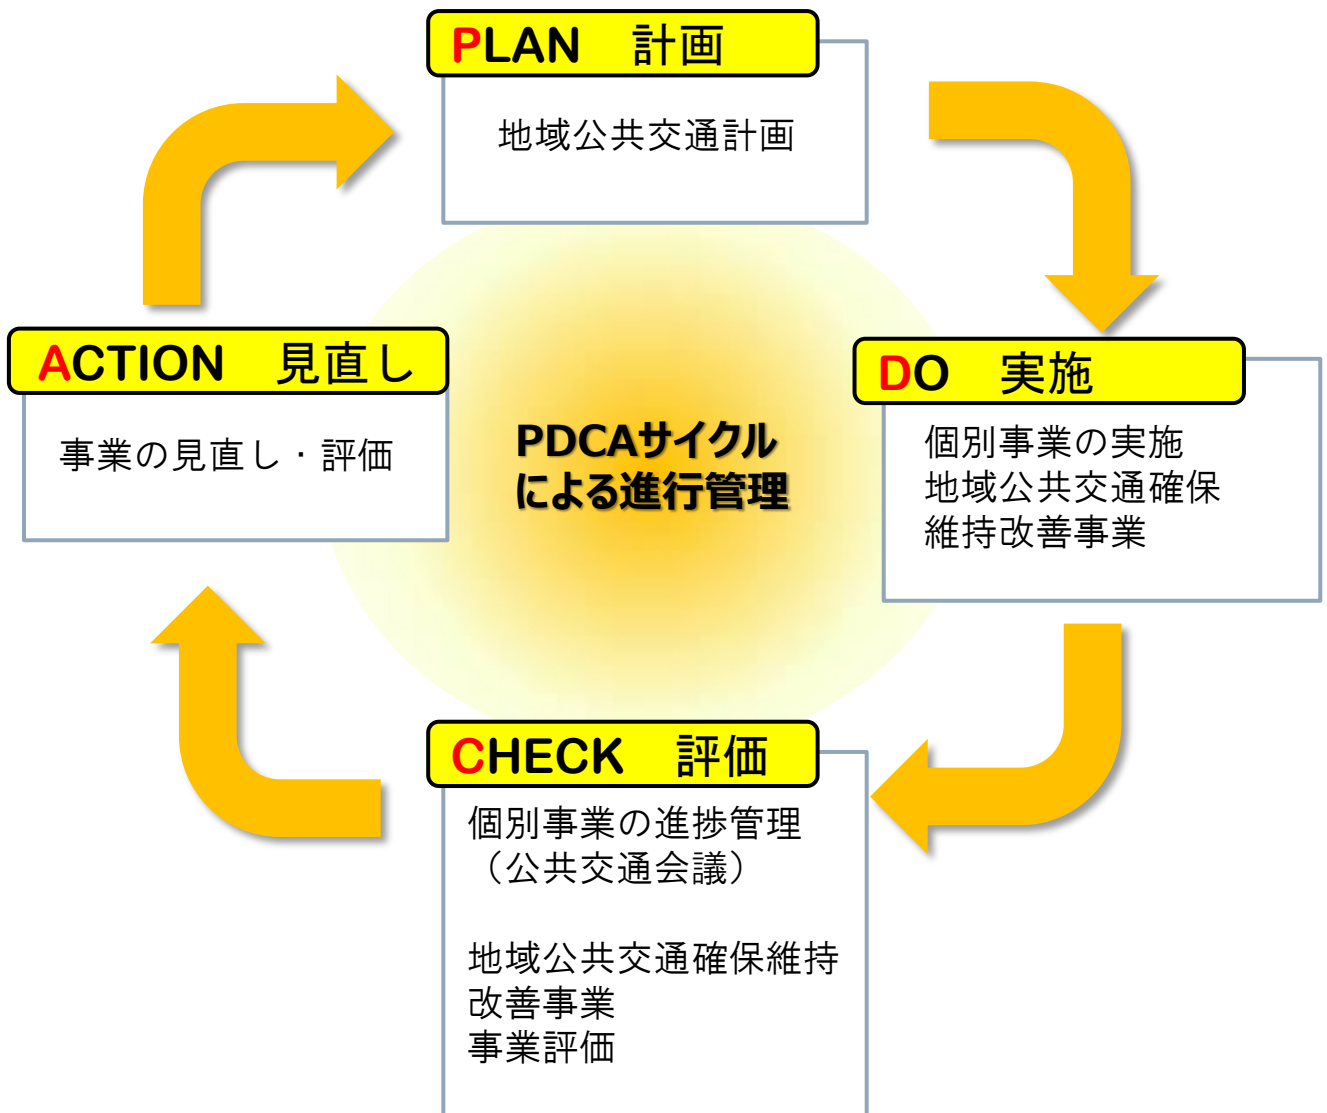 PLAN 計画
地域公共交通計画
ACTION 見直し
事業の見直し・評価
PDCAサイクル
による進行管理
DO 実施
個別事業の実施
地域公共交通確保
維持改善事業
CHECK 評価
個別事業の進捗管理
（公共交通会議）
地域公共交通確保維持
改善事業
事業評価